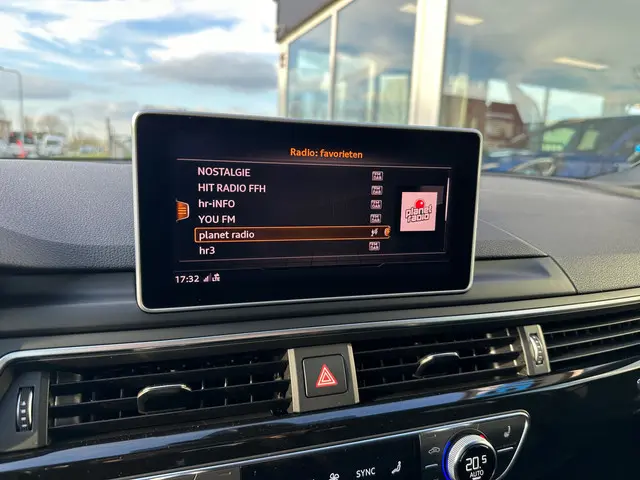 Radio: favorieten
NOSTALGIE
HIT RADIO FFH
hr-iNFO
YOU FM
planet radio
hr3
planet
radio
17:32 LTE
SYNC
20.5
AUTO